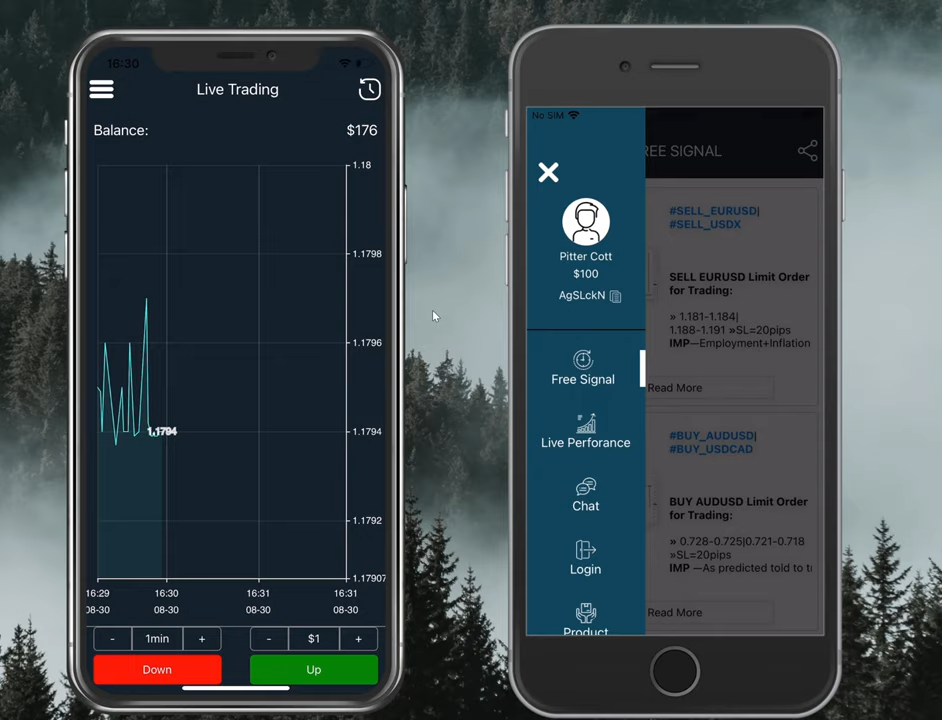 16:30
Live Trading
Balance:
$176
1.18
1.1798
1.1796
1.1794
1.1794
1.1792
1.17907
16:29
08-30
16:30
08-30
16:31
08-30
16:31
08-30
-
1min
+
-
$1
+
Down
Up
No SIM
Pitter Cott
$100
AgSLckN
Free Signal
Live Perforance
Chat
Login
Product
REE SIGNAL
#SELL_EURUSD|
#SELL_USDX
SELL EURUSD Limit Order
for Trading:
» 1.181-1.184|
1.188-1.191 »SL=20pips
IMP—Employment+Inflation
Read More
#BUY_AUDUSD|
#BUY_USDCAD
BUY AUDUSD Limit Order
for Trading:
» 0.728-0.725|0.721-0.718
»SL=20pips
IMP —As predicted told to t
Read More